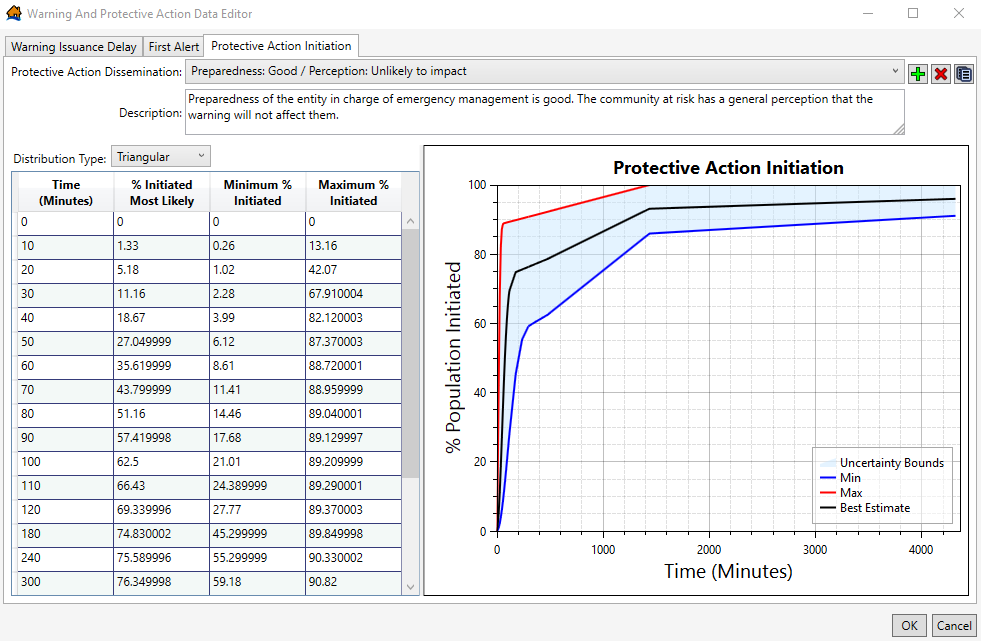 Warning And Protective Action Data Editor
Warning Issuance Delay First Alert Protective Action Initiation
Protective Action Dissemination: Preparedness: Good / Perception: Unlikely to impact
Description: Preparedness of the entity in charge of emergency management is good. The community at risk has a general perception that the
warning will not affect them.
Distribution Type: Triangular
Time % Initiated Minimum % Maximum %
(Minutes) Most Likely Initiated Initiated
0 0 0 0
10 1.33 0.26 13.16
20 5.18 1.02 42.07
30 11.16 2.28 67.910004
40 18.67 3.99 82.120003
50 27.049999 6.12 87.370003
60 35.619999 8.61 88.720001
70 43.799999 11.41 88.959999
80 51.16 14.46 89.040001
90 57.419998 17.68 89.129997
100 62.5 21.01 89.209999
110 66.43 24.389999 89.290001
120 69.339996 27.77 89.370003
180 74.830002 45.299999 89.849998
240 75.589996 55.299999 90.330002
300 76.349998 59.18 90.82
Protective Action Initiation
% Population Initiated
100
80
60
40
20
0
0 1000 2000 3000 4000
Time (Minutes)
Uncertainty Bounds
Min
Max
Best Estimate
OK Cancel